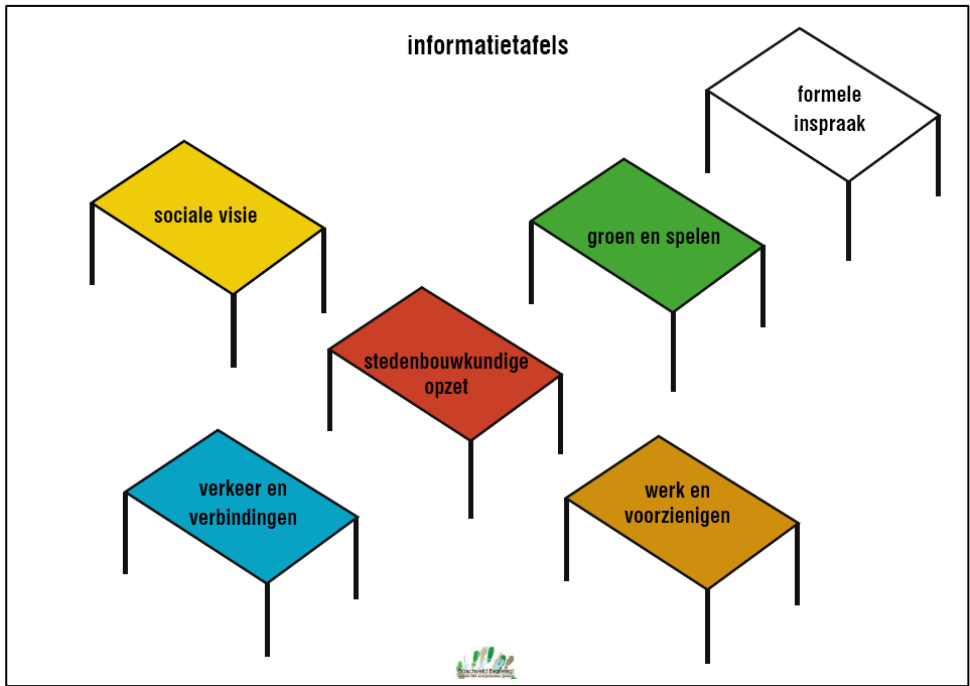 informatietafels
formele
inspraak
sociale visie
groen en spelen
stedenbouwkundige
opzet
verkeer en
verbindingen
werk en
voorzienigen